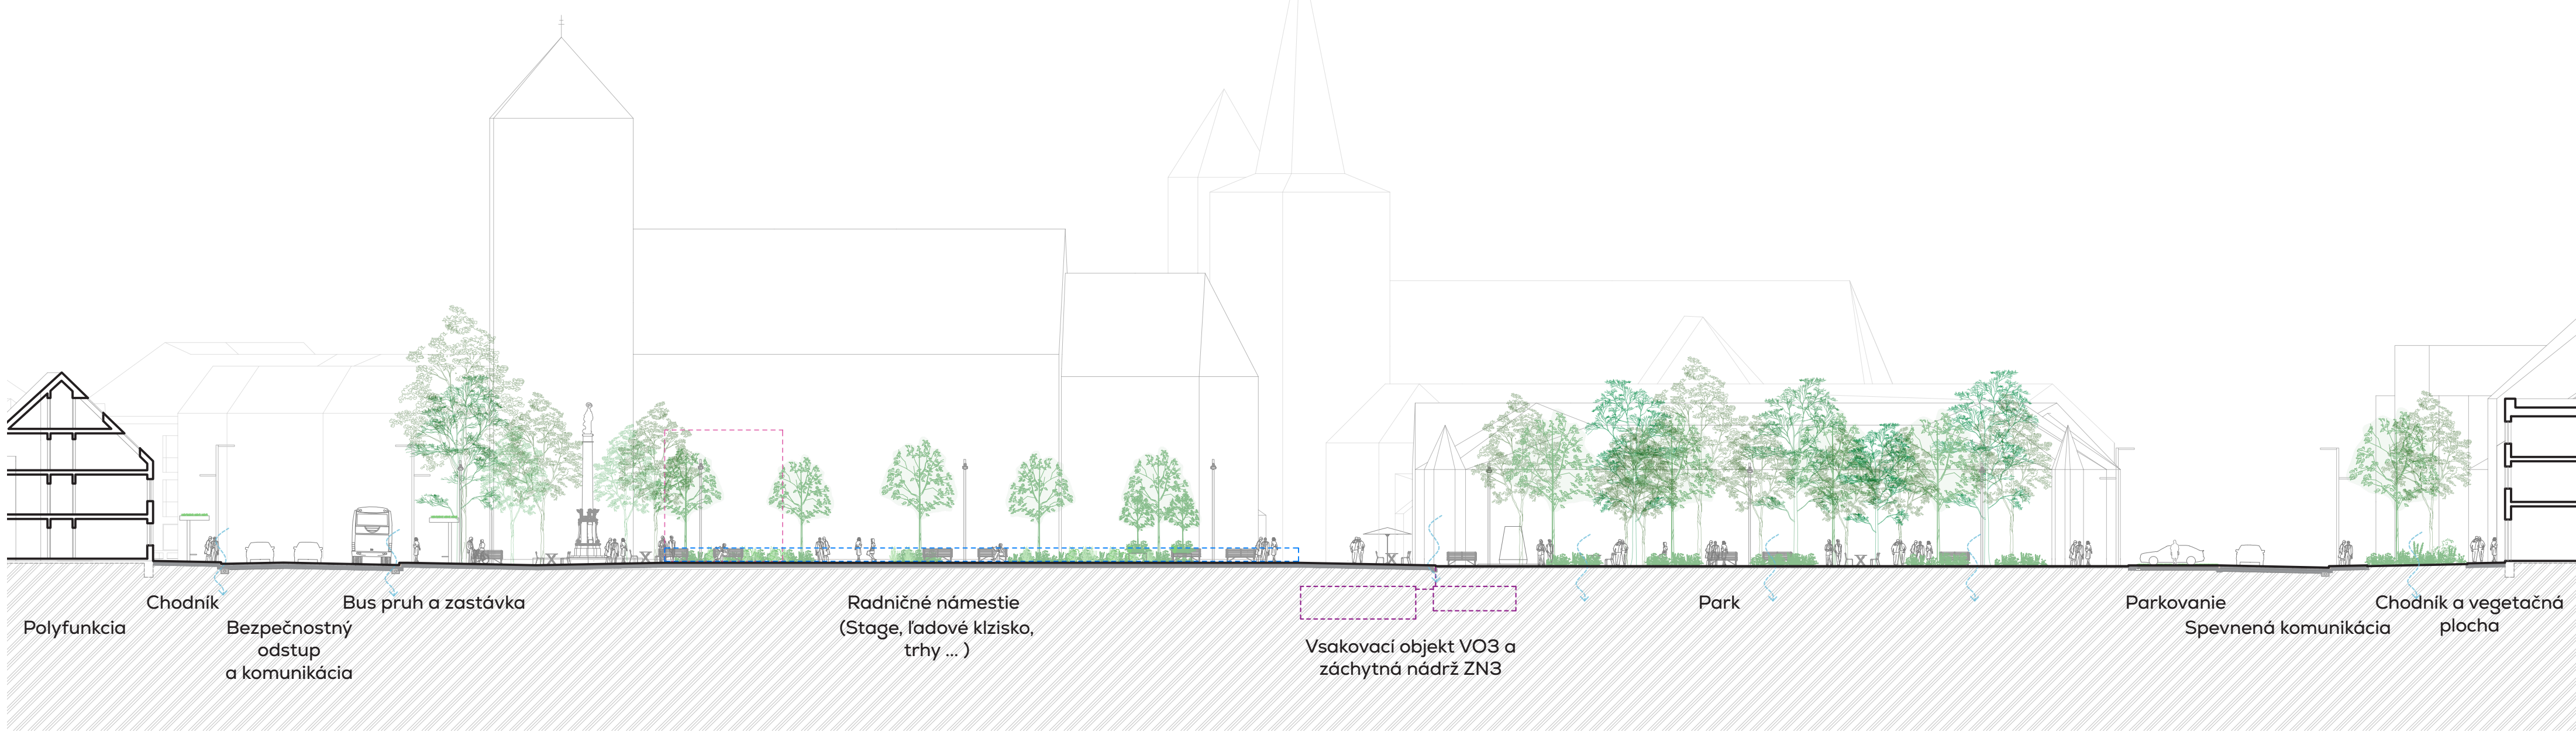 Polyfunkcia
Chodník
Bezpečnostný
odstup
a komunikácia
Bus pruh a zastávka
Radničné námestie
(Stage, ľadové klzisko,
trhy ... )
Vsakovací objekt VO3 a
záchytná nádrž ZN3
Park
Parkovanie
Spevnená komunikácia
Chodník a vegetačná
plocha